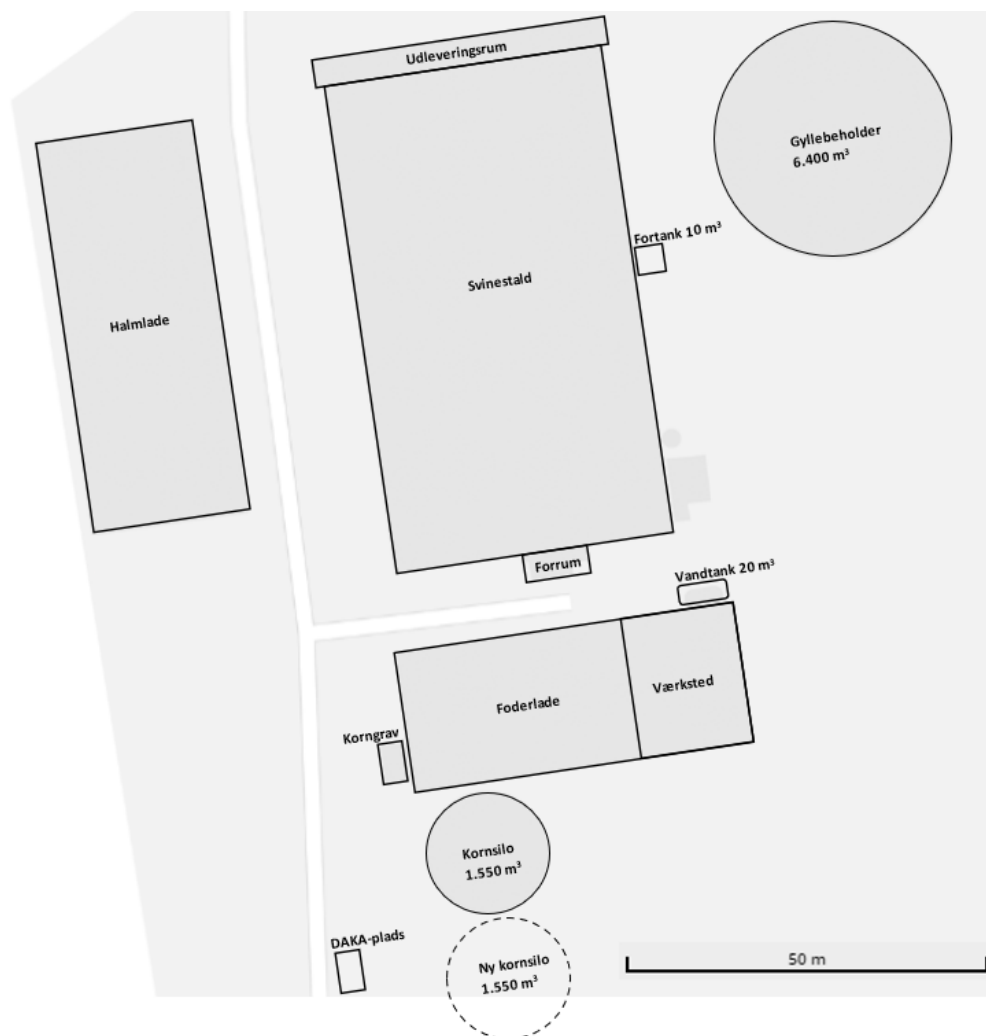 Udleveringsrum
Gyllebeholder
6.400 m³
Fortank 10 m³
Svinestald
Halmlade
Forrum
Vandtank 20 m³
Værksted
Foderlade
Korngrav
Kornsilo
1.550 m³
DAKA-plads
Ny kornsilo
1.550 m³
50 m